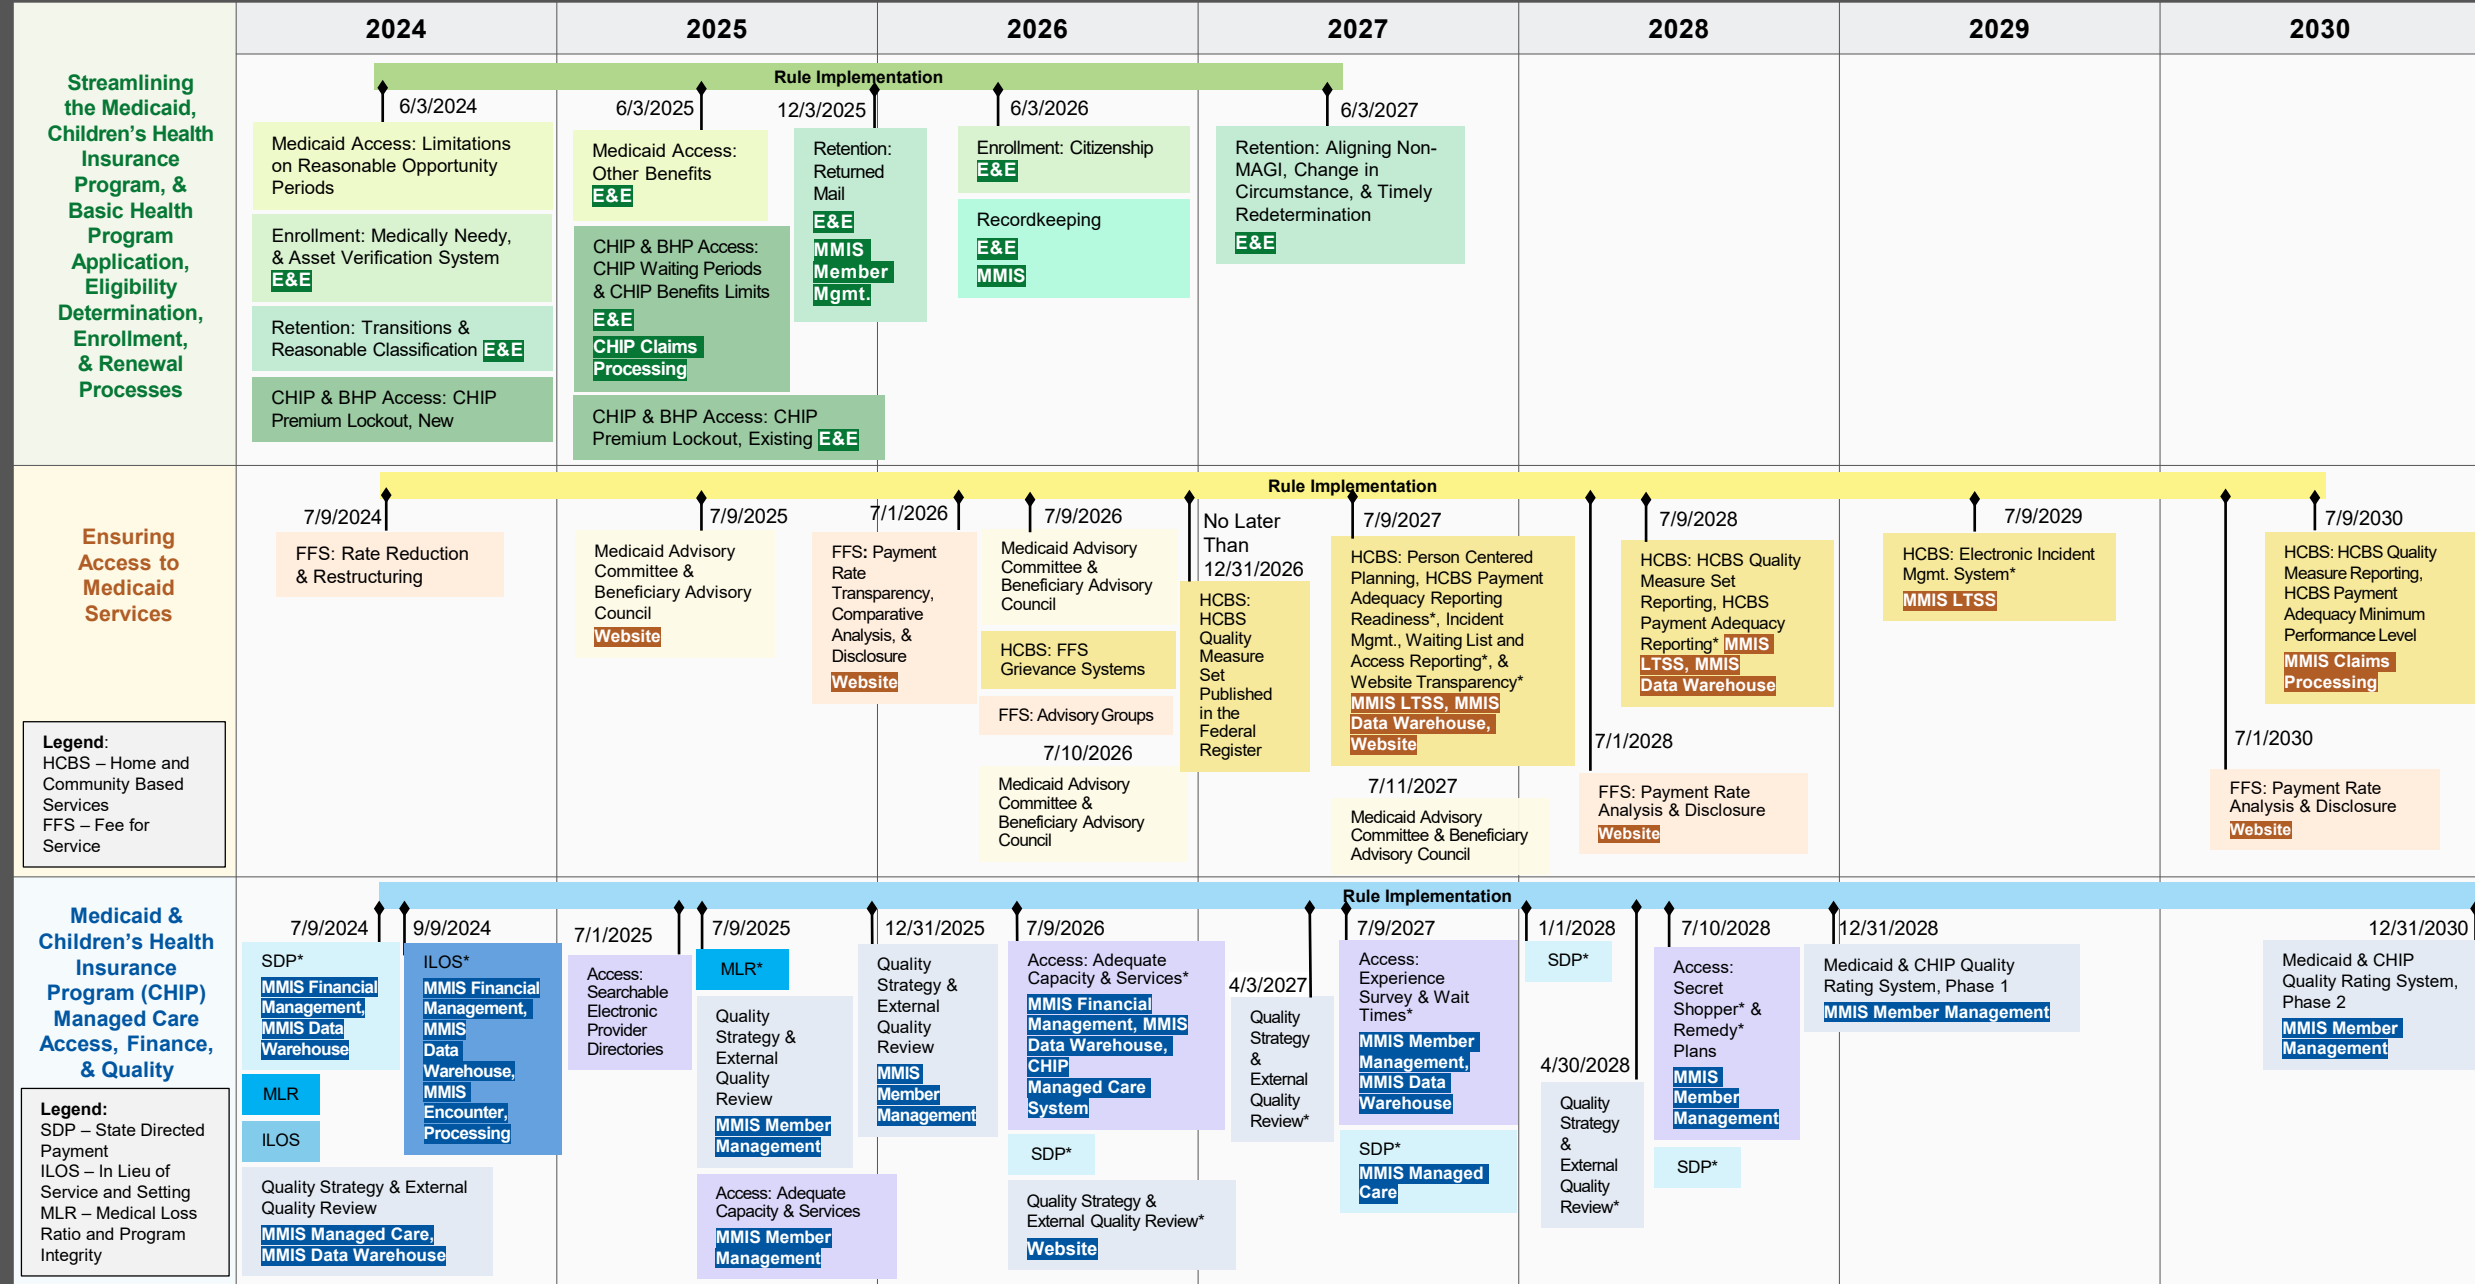 2024
2025
2026
2027
2028
2029
2030
Streamlining
the Medicaid,
Children's Health
Insurance
Program, &
Basic Health
Program
Application,
Eligibility
Determination,
Enrollment,
& Renewal
Processes
Rule Implementation
6/3/2024
Medicaid Access: Limitations
on Reasonable Opportunity
Periods
Enrollment: Medically Needy,
& Asset Verification System
E&E
Retention: Transitions &
Reasonable Classification E&E
CHIP & BHP Access: CHIP
Premium Lockout, New
6/3/2025
Medicaid Access:
Other Benefits
E&E
CHIP & BHP Access:
CHIP Waiting Periods
& CHIP Benefits Limits
E&E
CHIP Claims
Processing
CHIP & BHP Access: CHIP
Premium Lockout, Existing E&E
12/3/2025
Retention:
Returned
Mail
E&E
MMIS
Member
Mgmt.
6/3/2026
Enrollment: Citizenship
E&E
Recordkeeping
E&E
MMIS
6/3/2027
Retention: Aligning Non-
MAGI, Change in
Circumstance, & Timely
Redetermination
E&E
Ensuring
Access to
Medicaid
Services
Legend:
HCBS – Home and
Community Based
Services
FFS – Fee for
Service
Rule Implementation
7/9/2024
FFS: Rate Reduction
& Restructuring
7/9/2025
Medicaid Advisory
Committee &
Beneficiary Advisory
Council
Website
7/1/2026
FFS: Payment
Rate
Transparency,
Comparative
Analysis, &
Disclosure
Website
7/9/2026
Medicaid Advisory
Committee &
Beneficiary Advisory
Council
HCBS: FFS
Grievance Systems
FFS: Advisory Groups
7/10/2026
Medicaid Advisory
Committee &
Beneficiary Advisory
Council
No Later
Than
12/31/2026
HCBS:
HCBS
Quality
Measure
Set
Published
in the
Federal
Register
7/9/2027
HCBS: Person Centered
Planning, HCBS Payment
Adequacy Reporting
Readiness*, Incident
Mgmt., Waiting List and
Access Reporting*, &
Website Transparency*
MMIS LTSS, MMIS
Data Warehouse,
Website
7/11/2027
Medicaid Advisory
Committee & Beneficiary
Advisory Council
7/1/2028
FFS: Payment Rate
Analysis & Disclosure
Website
7/9/2028
HCBS: HCBS Quality
Measure Set
Reporting, HCBS
Payment Adequacy
Reporting* MMIS
LTSS, MMIS
Data Warehouse
7/9/2029
HCBS: Electronic Incident
Mgmt. System*
MMIS LTSS
7/1/2030
FFS: Payment Rate
Analysis & Disclosure
Website
7/9/2030
HCBS: HCBS Quality
Measure Reporting,
HCBS Payment
Adequacy Minimum
Performance Level
MMIS Claims
Processing
Medicaid &
Children's Health
Insurance
Program (CHIP)
Managed Care
Access, Finance,
& Quality
Legend:
SDP – State Directed
Payment
ILOS – In Lieu of
Service and Setting
MLR – Medical Loss
Ratio and Program
Integrity
Rule Implementation
7/9/2024
SDP*
MMIS Financial
Management,
MMIS Data
Warehouse
MLR
ILOS
Quality Strategy & External
Quality Review
MMIS Managed Care,
MMIS Data Warehouse
9/9/2024
ILOS*
MMIS Financial
Management,
MMIS
Data
Warehouse,
MMIS
Encounter,
Processing
7/1/2025
Access:
Searchable
Electronic
Provider
Directories
7/9/2025
MLR*
Quality
Strategy &
External
Quality
Review
MMIS Member
Management
Access: Adequate
Capacity & Services
MMIS Member
Management
12/31/2025
Quality
Strategy &
External
Quality
Review
MMIS
Member
Management
7/9/2026
Access: Adequate
Capacity & Services*
MMIS Financial
Management, MMIS
Data Warehouse,
CHIP
Managed Care
System
SDP*
Quality Strategy &
External Quality Review*
Website
4/3/2027
Quality
Strategy
&
External
Quality
Review*
7/9/2027
Access:
Experience
Survey & Wait
Times*
MMIS Member
Management,
MMIS Data
Warehouse
SDP*
MMIS Managed
Care
1/1/2028
SDP*
4/30/2028
Quality
Strategy
&
External
Quality
Review*
7/10/2028
Access:
Secret
Shopper* &
Remedy*
Plans
MMIS
Member
Management
SDP*
12/31/2028
Medicaid & CHIP Quality
Rating System, Phase 1
MMIS Member Management
12/31/2030
Medicaid & CHIP
Quality Rating System,
Phase 2
MMIS Member
Management